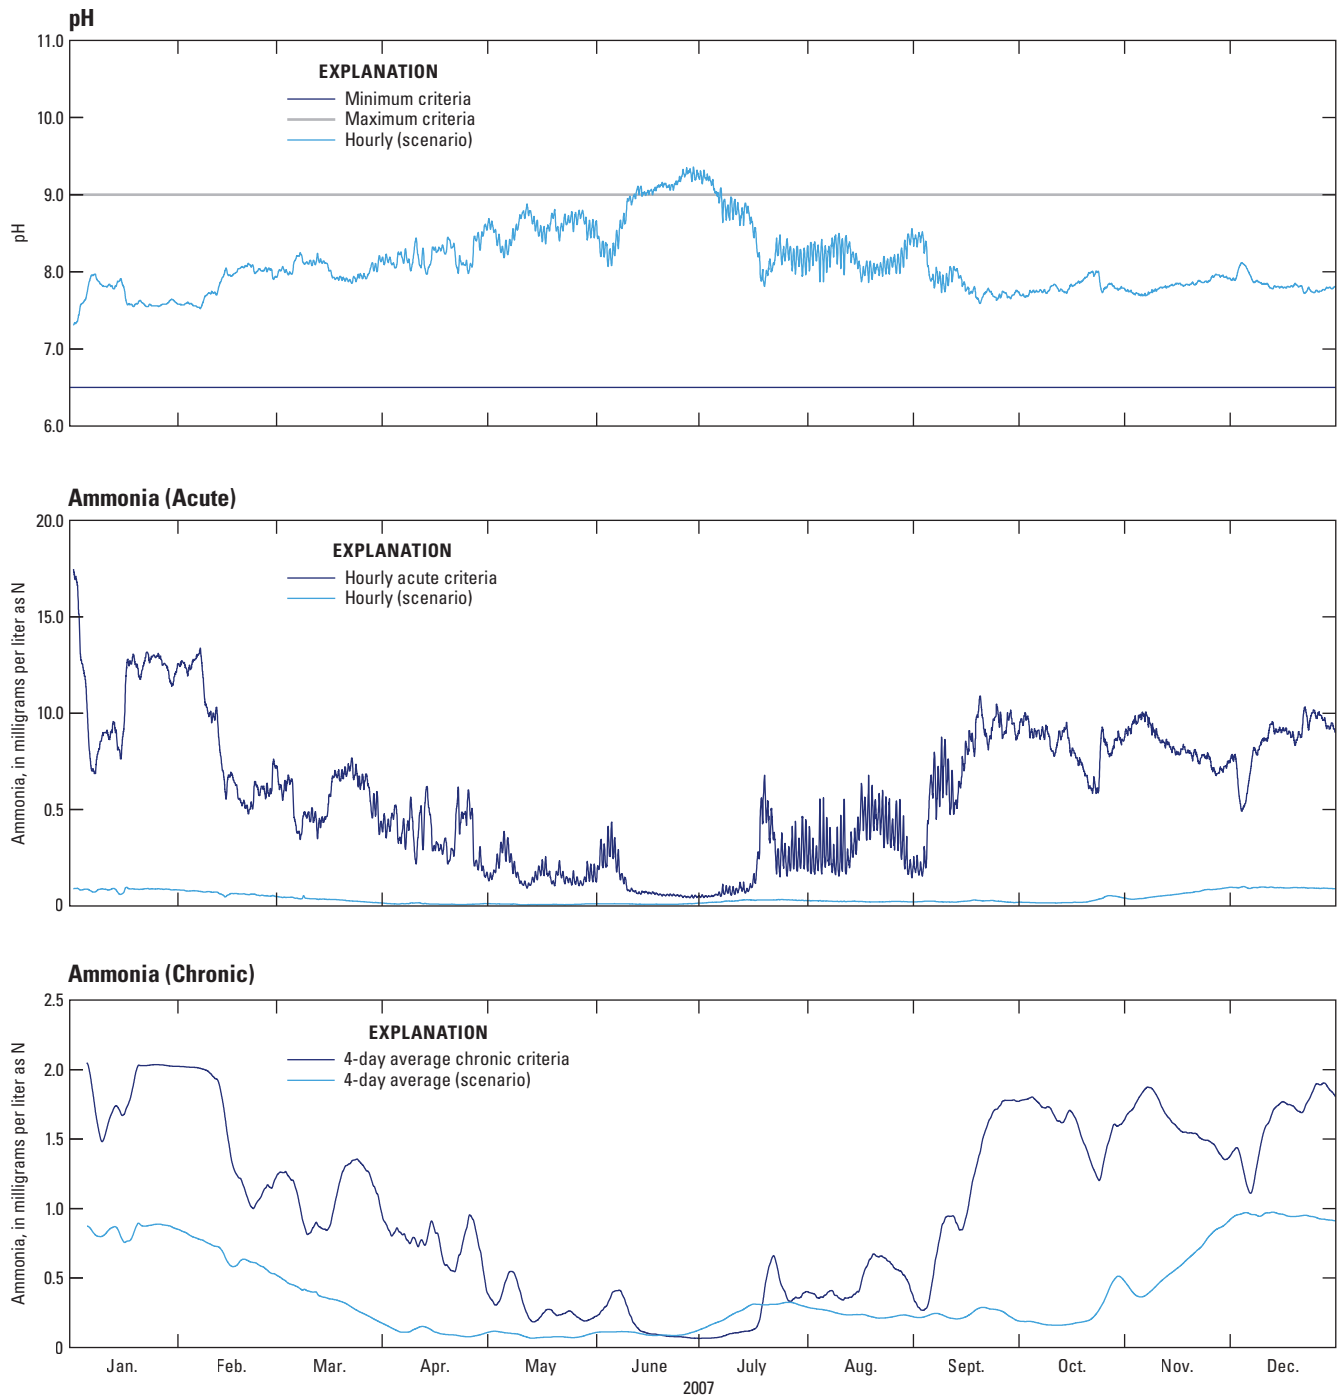 pH
11.0
10.0
9.0
8.0
7.0
6.0
pH
EXPLANATION
Minimum criteria
Maximum criteria
Hourly (scenario)
Ammonia (Acute)
20.0
15.0
10.0
0.5
0
Ammonia, in milligrams per liter as N
EXPLANATION
Hourly acute criteria
Hourly (scenario)
Ammonia (Chronic)
2.5
2.0
1.5
1.0
0.5
0
Ammonia, in milligrams per liter as N
EXPLANATION
4-day average chronic criteria
4-day average (scenario)
Jan. Feb. Mar. Apr. May June July Aug. Sept. Oct. Nov. Dec.
2007